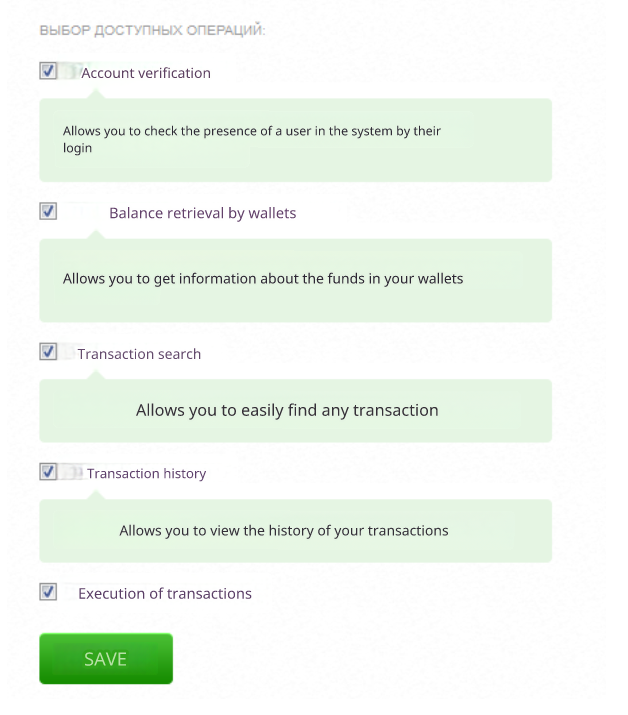 ВЫБОР ДОСТУПНЫХ ОПЕРАЦИЙ:
Account verification
Allows you to check the presence of a user in the system by their
login
Balance retrieval by wallets
Allows you to get information about the funds in your wallets
Transaction search
Allows you to easily find any transaction
Transaction history
Allows you to view the history of your transactions
Execution of transactions
SAVE